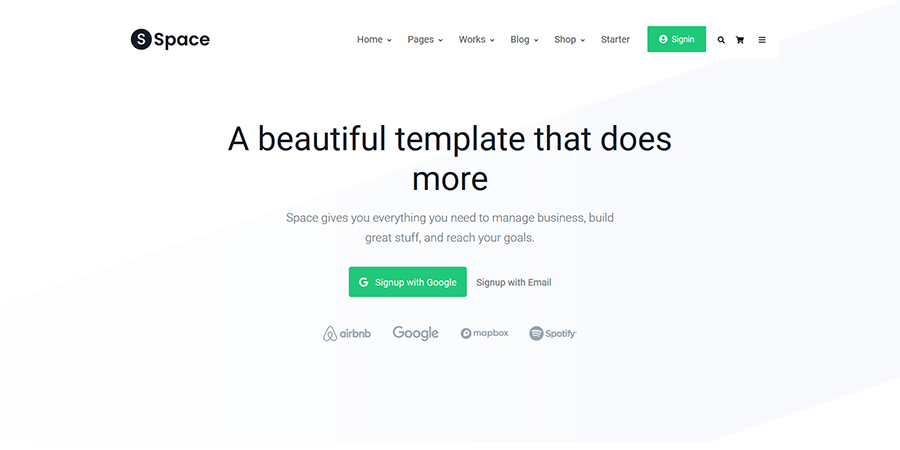 S Space
Home Pages Works Blog Shop Starter Signin
A beautiful template that does
more
Space gives you everything you need to manage business, build
great stuff, and reach your goals.
G Signup with Google Signup with Email
airbnb Google mapbox Spotify